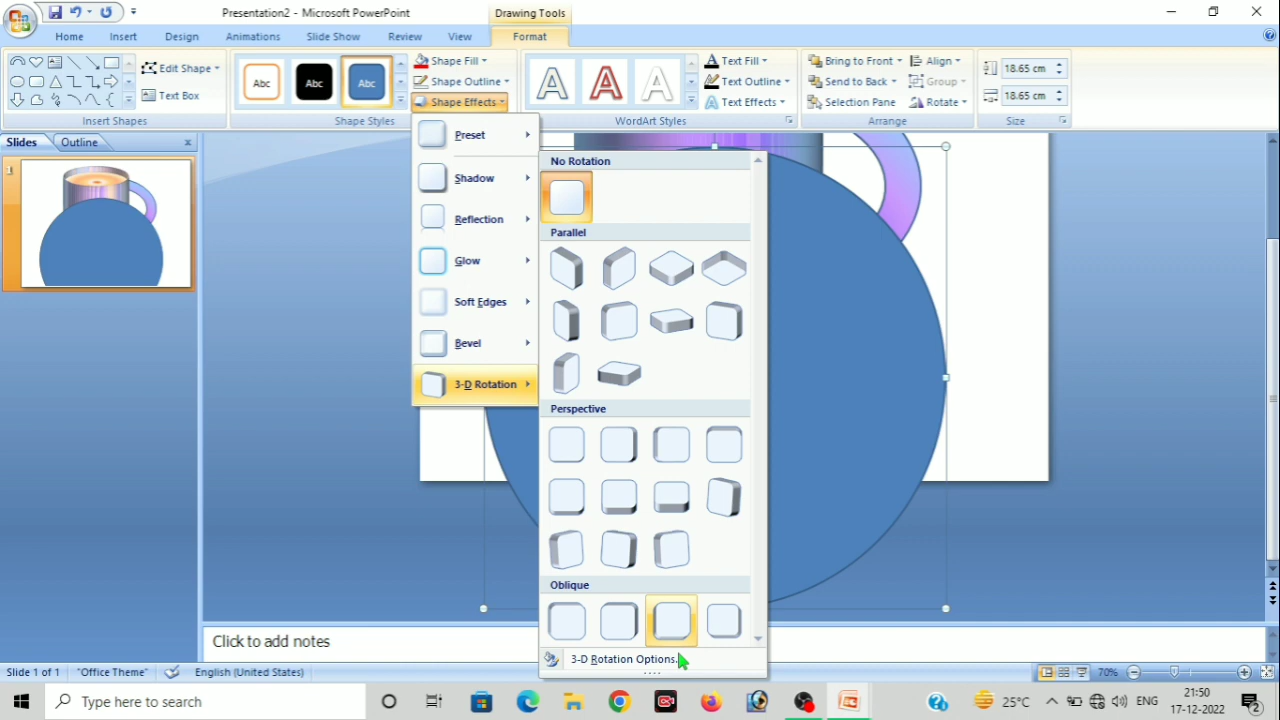 Presentation2 - Microsoft PowerPoint
Drawing Tools
Home
Insert
Design
Animations
Slide Show
Review
View
Format
Edit Shape
Text Box
Insert Shapes
Abc
Abc
Abc
Shape Fill
Shape Outline
Shape Effects
Shape Styles
A
A
A
Text Fill
Text Outline
Text Effects
WordArt Styles
Bring to Front
Send to Back
Selection Pane
Align
Group
Rotate
Arrange
18.65 cm
18.65 cm
Size
Slides
Outline
1
Preset
Shadow
Reflection
Glow
Soft Edges
Bevel
3-D Rotation
No Rotation
Parallel
Perspective
Oblique
3-D Rotation Options...
Click to add notes
Slide 1 of 1
"Office Theme"
English (United States)
70%
Type here to search
25°C
ENG
21:50
17-12-2022
2